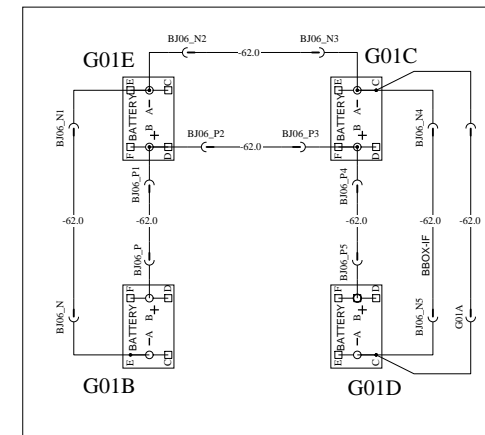 BJ06_N2
BJ06_N3
-62.0
G01E
G01C
E
C
A
-
BATTERY
B
+
F
D
E
C
A
-
BATTERY
B
+
F
D
BJ06_N1
BJ06_P2
-62.0
BJ06_P3
BJ06_N4
BJ06_P1
BJ06_P4
-62.0
-62.0
-62.0
-62.0
-62.0
BBOX-IF
BJ06_P
BJ06_P5
BJ06_N
BJ06_N5
G01A
F
D
B
+
BATTERY
-
A
E
C
F
D
B
+
BATTERY
-
A
E
C
G01B
G01D